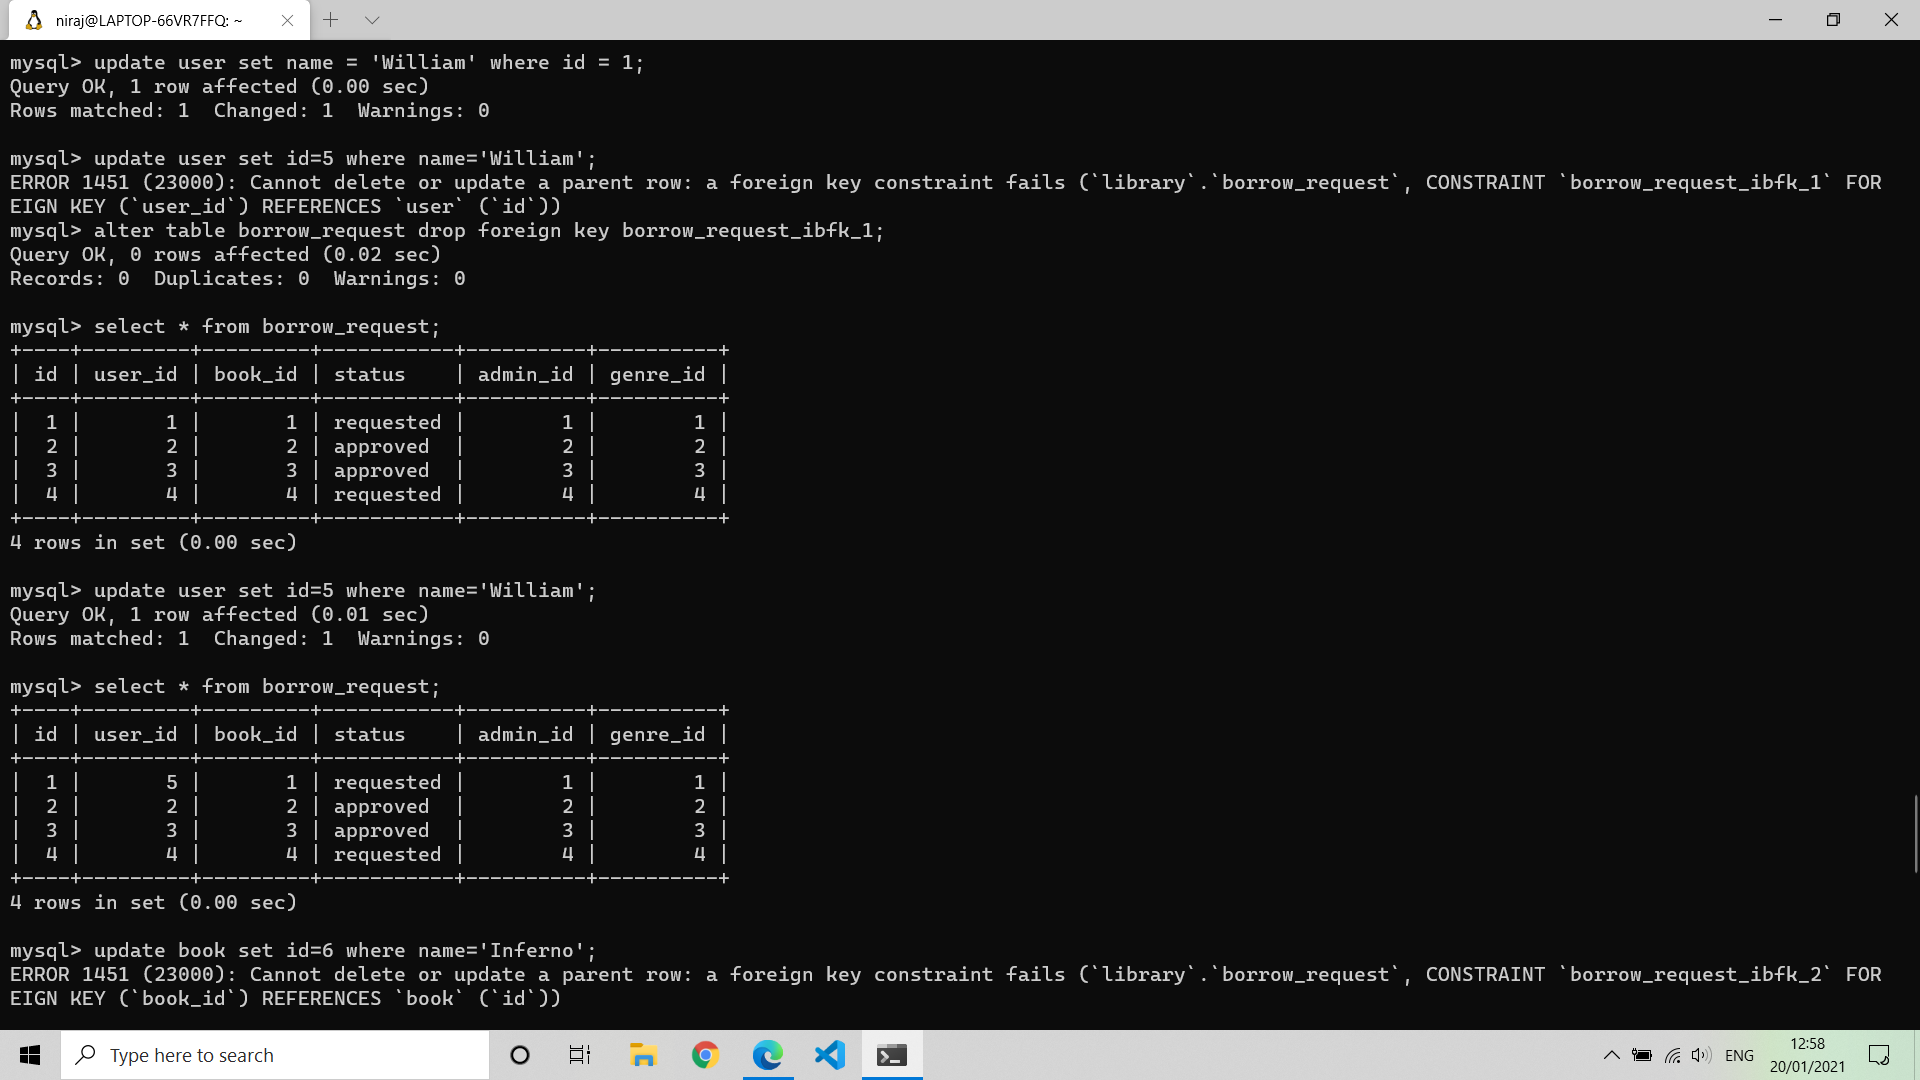 niraj@LAPTOP-66VR7FFQ: ~
mysql> update user set name = 'William' where id = 1;
Query OK, 1 row affected (0.00 sec)
Rows matched: 1  Changed: 1  Warnings: 0
mysql> update user set id=5 where name='William';
ERROR 1451 (23000): Cannot delete or update a parent row: a foreign key constraint fails (`library`.`borrow_request`, CONSTRAINT `borrow_request_ibfk_1` FOR
EIGN KEY (`user_id`) REFERENCES `user` (`id`))
mysql> alter table borrow_request drop foreign key borrow_request_ibfk_1;
Query OK, 0 rows affected (0.02 sec)
Records: 0  Duplicates: 0  Warnings: 0
mysql> select * from borrow_request;
+----+---------+---------+-----------+----------+----------+
| id | user_id | book_id | status    | admin_id | genre_id |
+----+---------+---------+-----------+----------+----------+
|  1 |       1 |       1 | requested |        1 |        1 |
|  2 |       2 |       2 | approved  |        2 |        2 |
|  3 |       3 |       3 | approved  |        3 |        3 |
|  4 |       4 |       4 | requested |        4 |        4 |
+----+---------+---------+-----------+----------+----------+
4 rows in set (0.00 sec)
mysql> update user set id=5 where name='William';
Query OK, 1 row affected (0.01 sec)
Rows matched: 1  Changed: 1  Warnings: 0
mysql> select * from borrow_request;
+----+---------+---------+-----------+----------+----------+
| id | user_id | book_id | status    | admin_id | genre_id |
+----+---------+---------+-----------+----------+----------+
|  1 |       5 |       1 | requested |        1 |        1 |
|  2 |       2 |       2 | approved  |        2 |        2 |
|  3 |       3 |       3 | approved  |        3 |        3 |
|  4 |       4 |       4 | requested |        4 |        4 |
+----+---------+---------+-----------+----------+----------+
4 rows in set (0.00 sec)
mysql> update book set id=6 where name='Inferno';
ERROR 1451 (23000): Cannot delete or update a parent row: a foreign key constraint fails (`library`.`borrow_request`, CONSTRAINT `borrow_request_ibfk_2` FOR
EIGN KEY (`book_id`) REFERENCES `book` (`id`))
Type here to search
ENG
12:58
20/01/2021